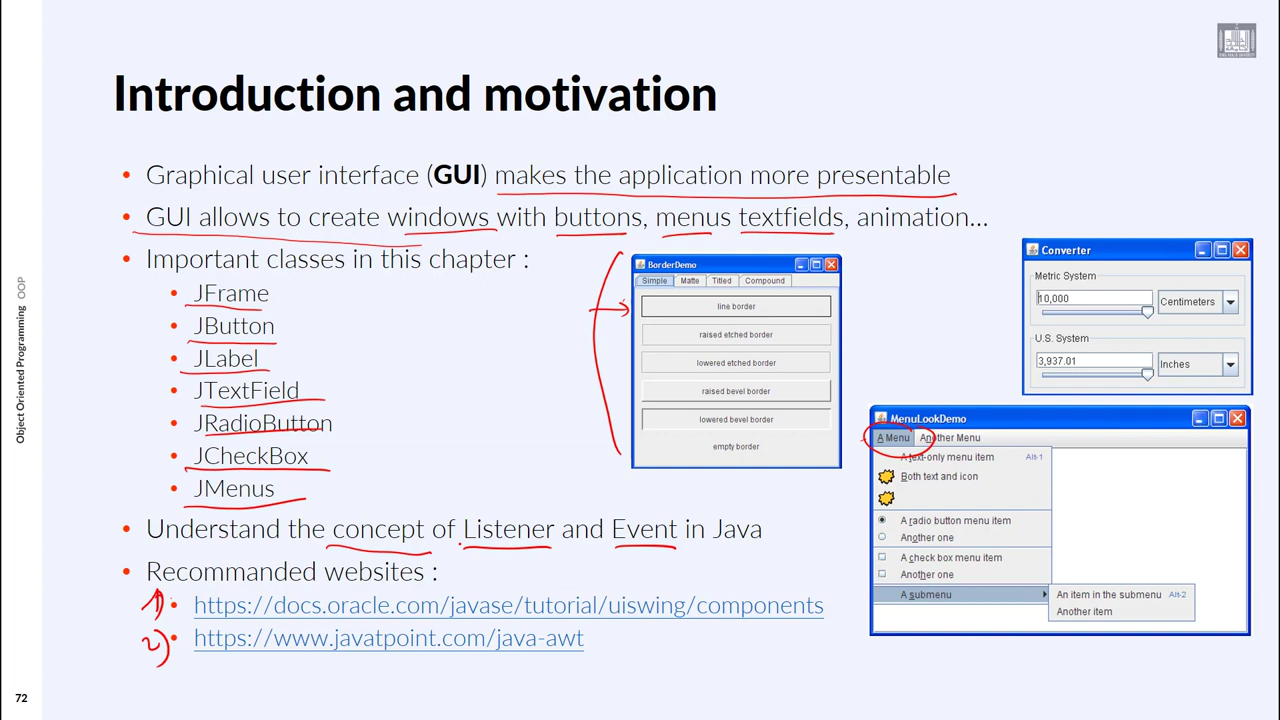 Introduction and motivation
• Graphical user interface (GUI) makes the application more presentable
• GUI allows to create windows with buttons, menus textfields, animation...
• Important classes in this chapter :
• JFrame
• JButton
• JLabel
• JTextField
• JRadioButton
• JCheckBox
• JMenus
• Understand the concept of Listener and Event in Java
• Recommanded websites :
1) • https://docs.oracle.com/javase/tutorial/uiswing/components
2) • https://www.javatpoint.com/java-awt
BorderDemo
Simple Matte Titled Compound
line border
raised etched border
lowered etched border
raised bevel border
lowered bevel border
empty border
Converter
Metric System
10,000 Centimeters
U.S. System
3,937.01 Inches
MenuLookDemo
A Menu Another Menu
A text-only menu item Alt-1
Both text and icon
A radio button menu item
Another one
A check box menu item
Another one
A submenu
An item in the submenu Alt-2
Another item
Object Oriented Programming OOP
72